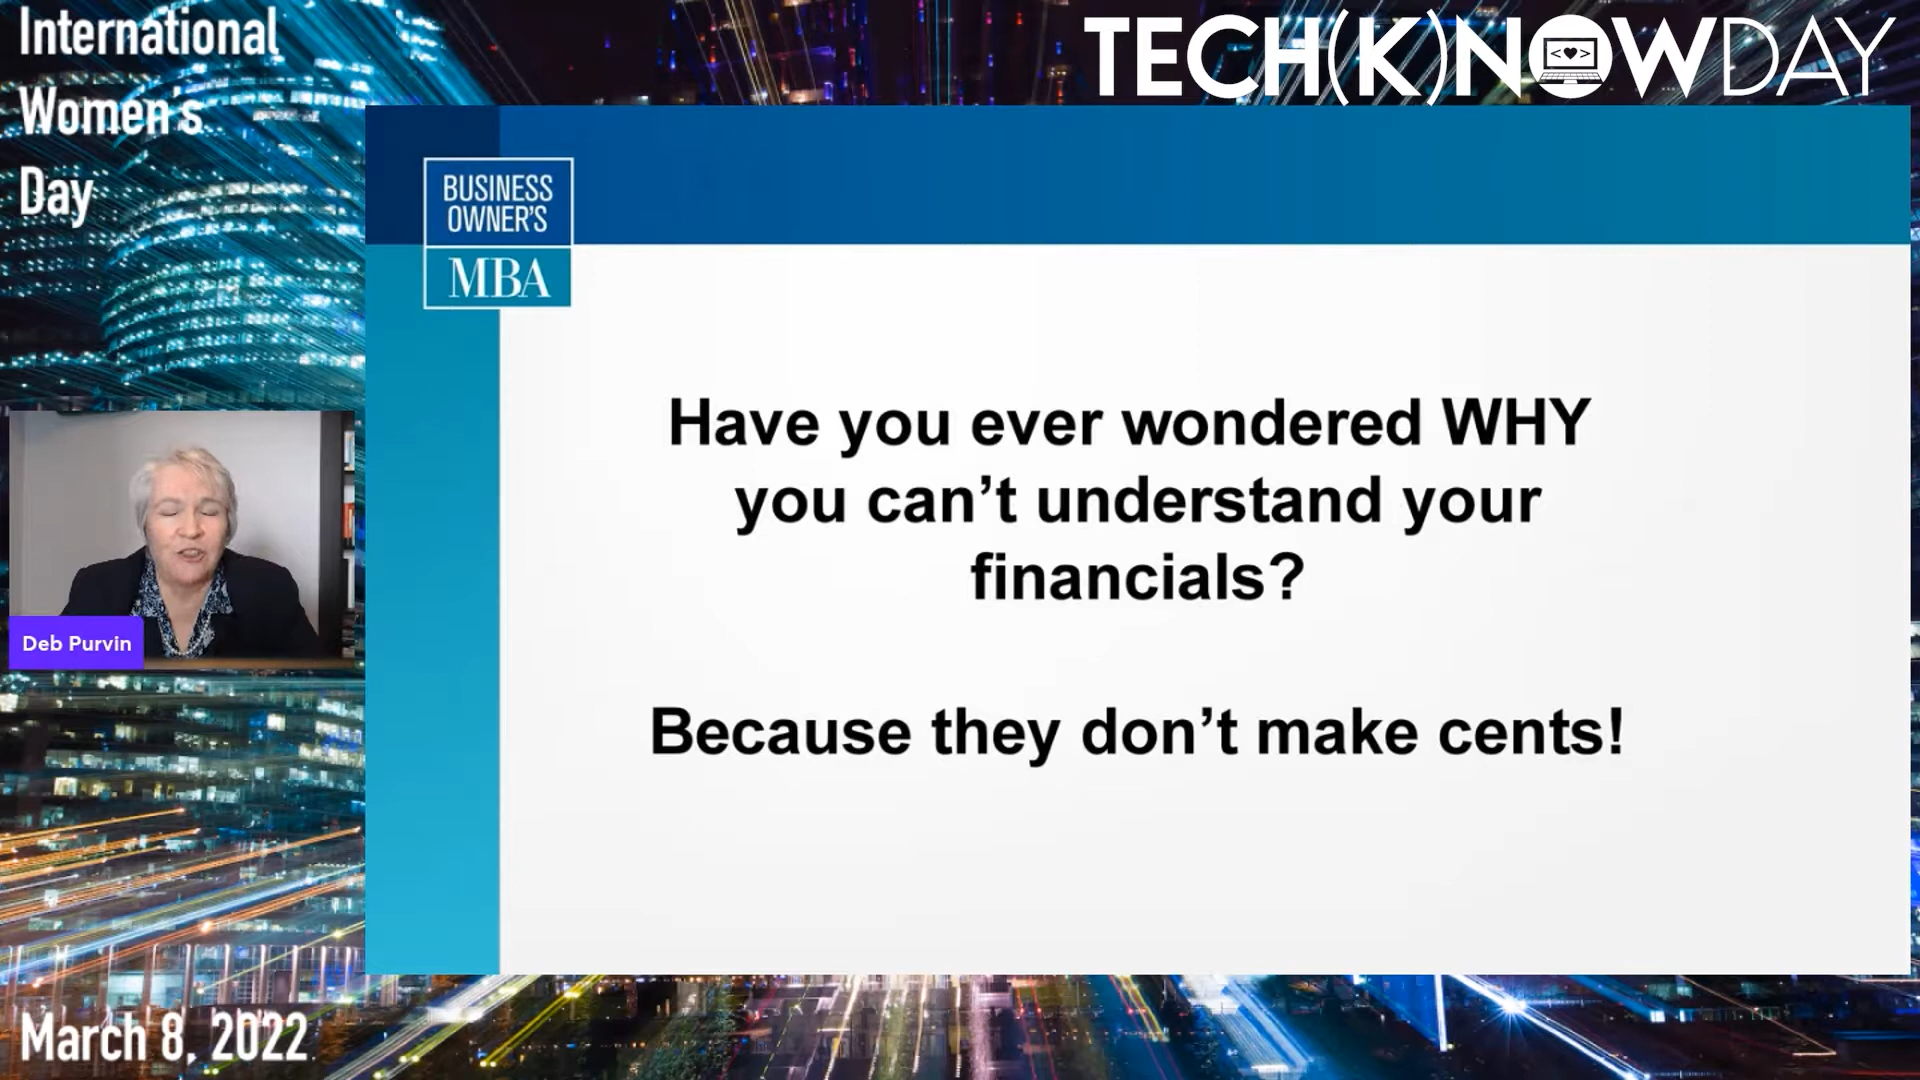 International
Women's
Day
TECH(K)NOWDAY
BUSINESS
OWNER'S
MBA
Have you ever wondered WHY
you can't understand your
financials?
Because they don't make cents!
Deb Purvin
March 8, 2022